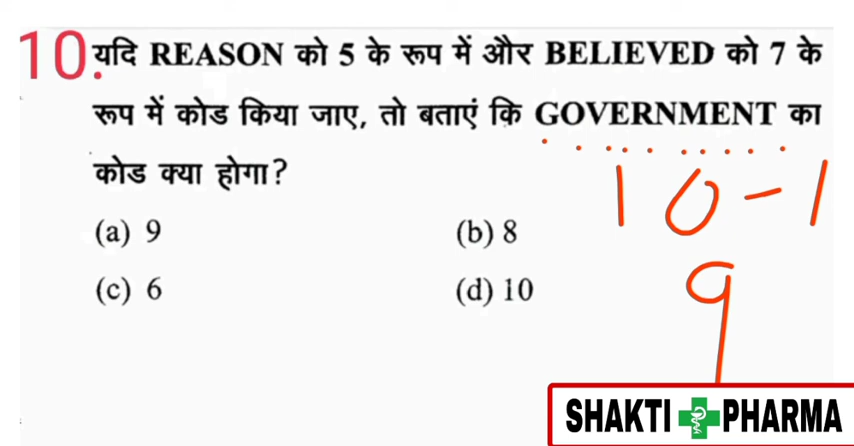 10. यदि REASON को 5 के रूप में और BELIEVED को 7 के
रूप में कोड किया जाए, तो बताएं कि GOVERNMENT का
कोड क्या होगा?
(a) 9 (b) 8
(c) 6 (d) 10
10-1
9
SHAKTI PHARMA